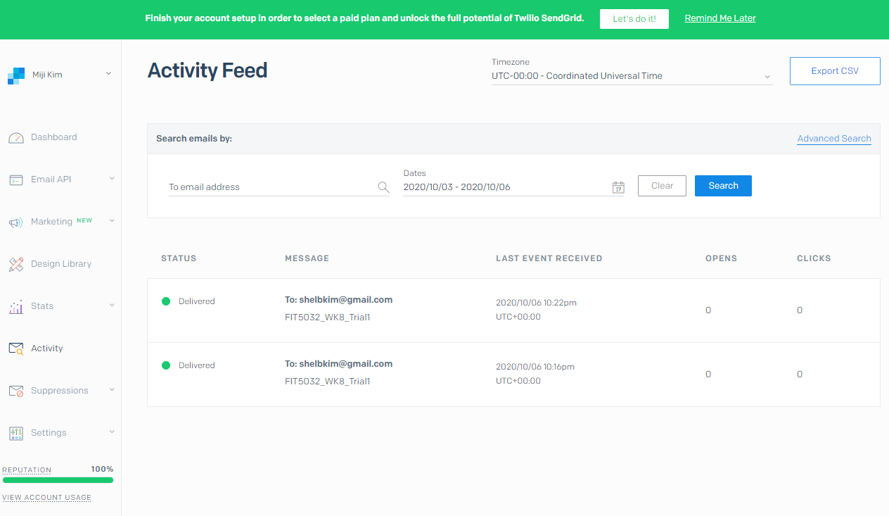 Finish your account setup in order to select a paid plan and unlock the full potential of Twilio SendGrid. Let's do it! Remind Me Later
Miji Kim
Dashboard
Email API
Marketing NEW
Design Library
Stats
Activity
Suppressions
Settings
REPUTATION 100%
VIEW ACCOUNT USAGE
Activity Feed
Timezone
UTC-00:00 - Coordinated Universal Time
Export CSV
Search emails by: Advanced Search
To email address
Dates
2020/10/03 - 2020/10/06
17
Clear Search
STATUS MESSAGE LAST EVENT RECEIVED OPENS CLICKS
Delivered
To: shelbkim@gmail.com
FIT5032_WK8_Trial1
2020/10/06 10:22pm
UTC+00:00
0 0
Delivered
To: shelbkim@gmail.com
FIT5032_WK8_Trial1
2020/10/06 10:16pm
UTC+00:00
0 0